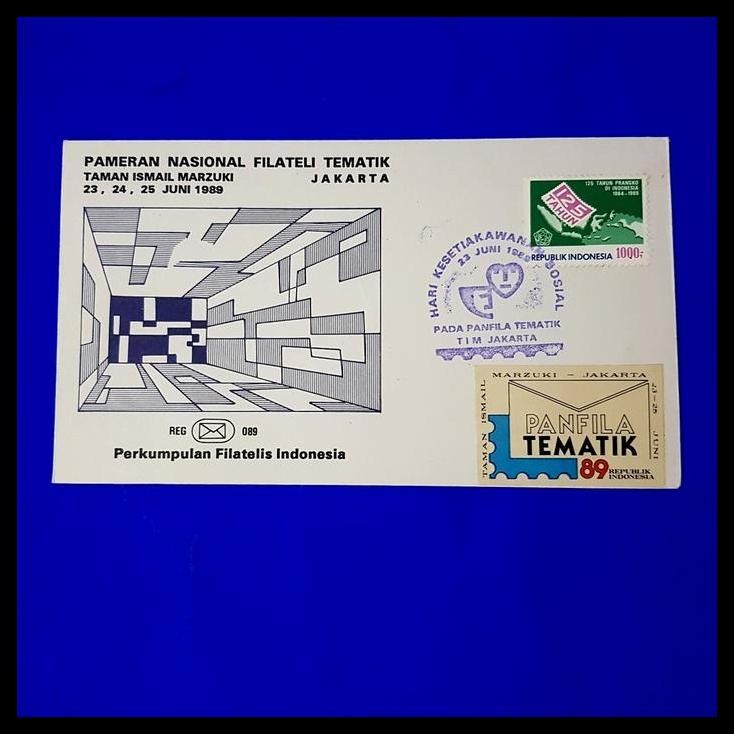 PAMERAN NASIONAL FILATELI TEMATIK
TAMAN ISMAIL MARZUKI JAKARTA
23, 24, 25 JUNI 1989
REG 089
Perkumpulan Filatelis Indonesia
125 TAHUN PRANGKO
DI INDONESIA
1864-1989
125
TAHUN
REPUBLIK INDONESIA 1000:-
HARI KESETIAKAWANAN SOSIAL
23 JUNI 1989
PADA PANFILA TEMATIK
TIM JAKARTA
TAMAN ISMAIL MARZUKI - JAKARTA 23-25 JUNI
PANFILA
TEMATIK
89 REPUBLIK
INDONESIA